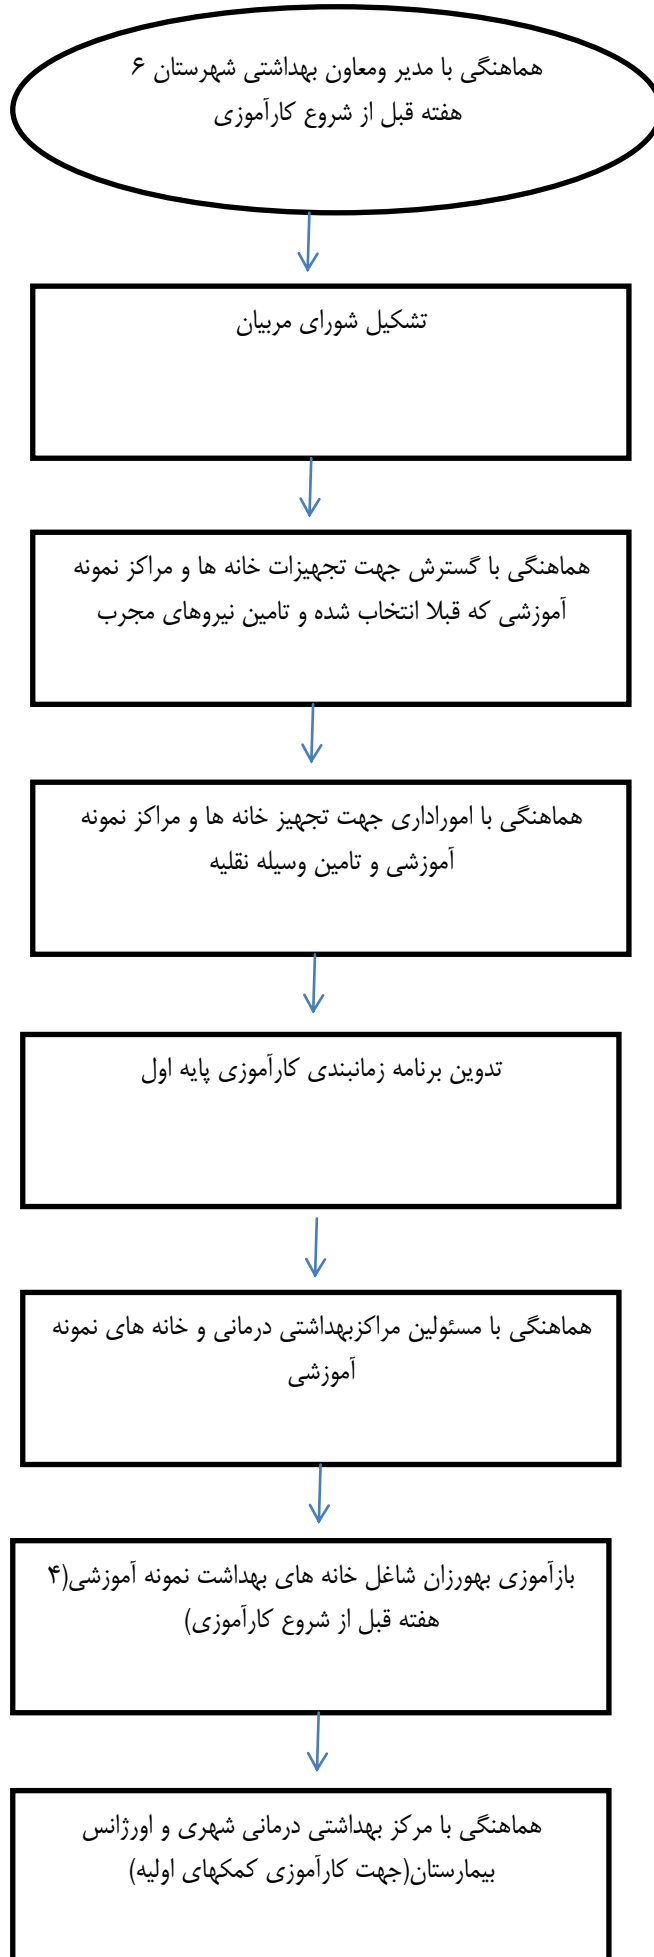 هماهنگی با مدیر ومعاون بهداشتی شهرستان ۶
هفته قبل از شروع کارآموزی
تشکیل شورای مربیان
هماهنگی با گسترش جهت تجهیزات خانه ها و مراکز نمونه
آموزشی که قبلا انتخاب شده و تامین نیروهای مجرب
هماهنگی با اموراداری جهت تجهیز خانه ها و مراکز نمونه
آموزشی و تامین وسیله نقلیه
تدوین برنامه زمانبندی کارآموزی پایه اول
هماهنگی با مسئولین مراکزبهداشتی درمانی و خانه های نمونه
آموزشی
بازآموزی بهورزان شاغل خانه های بهداشت نمونه آموزشی(۴
هفته قبل از شروع کارآموزی)
هماهنگی با مرکز بهداشتی درمانی شهری و اورژانس
بیمارستان(جهت کارآموزی کمکهای اولیه)